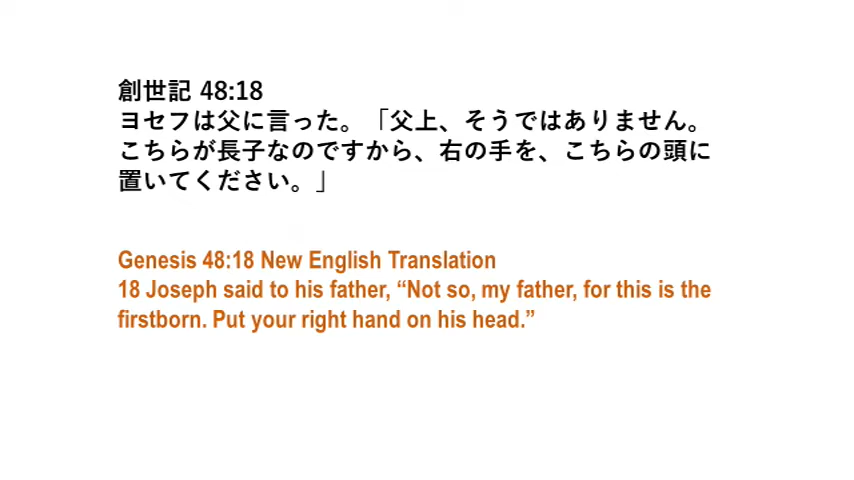 創世記 48:18
ヨセフは父に言った。「父上、そうではありません。
こちらが長子なのですから、右の手を、こちらの頭に
置いてください。」
Genesis 48:18 New English Translation
18 Joseph said to his father, “Not so, my father, for this is the
firstborn. Put your right hand on his head.”